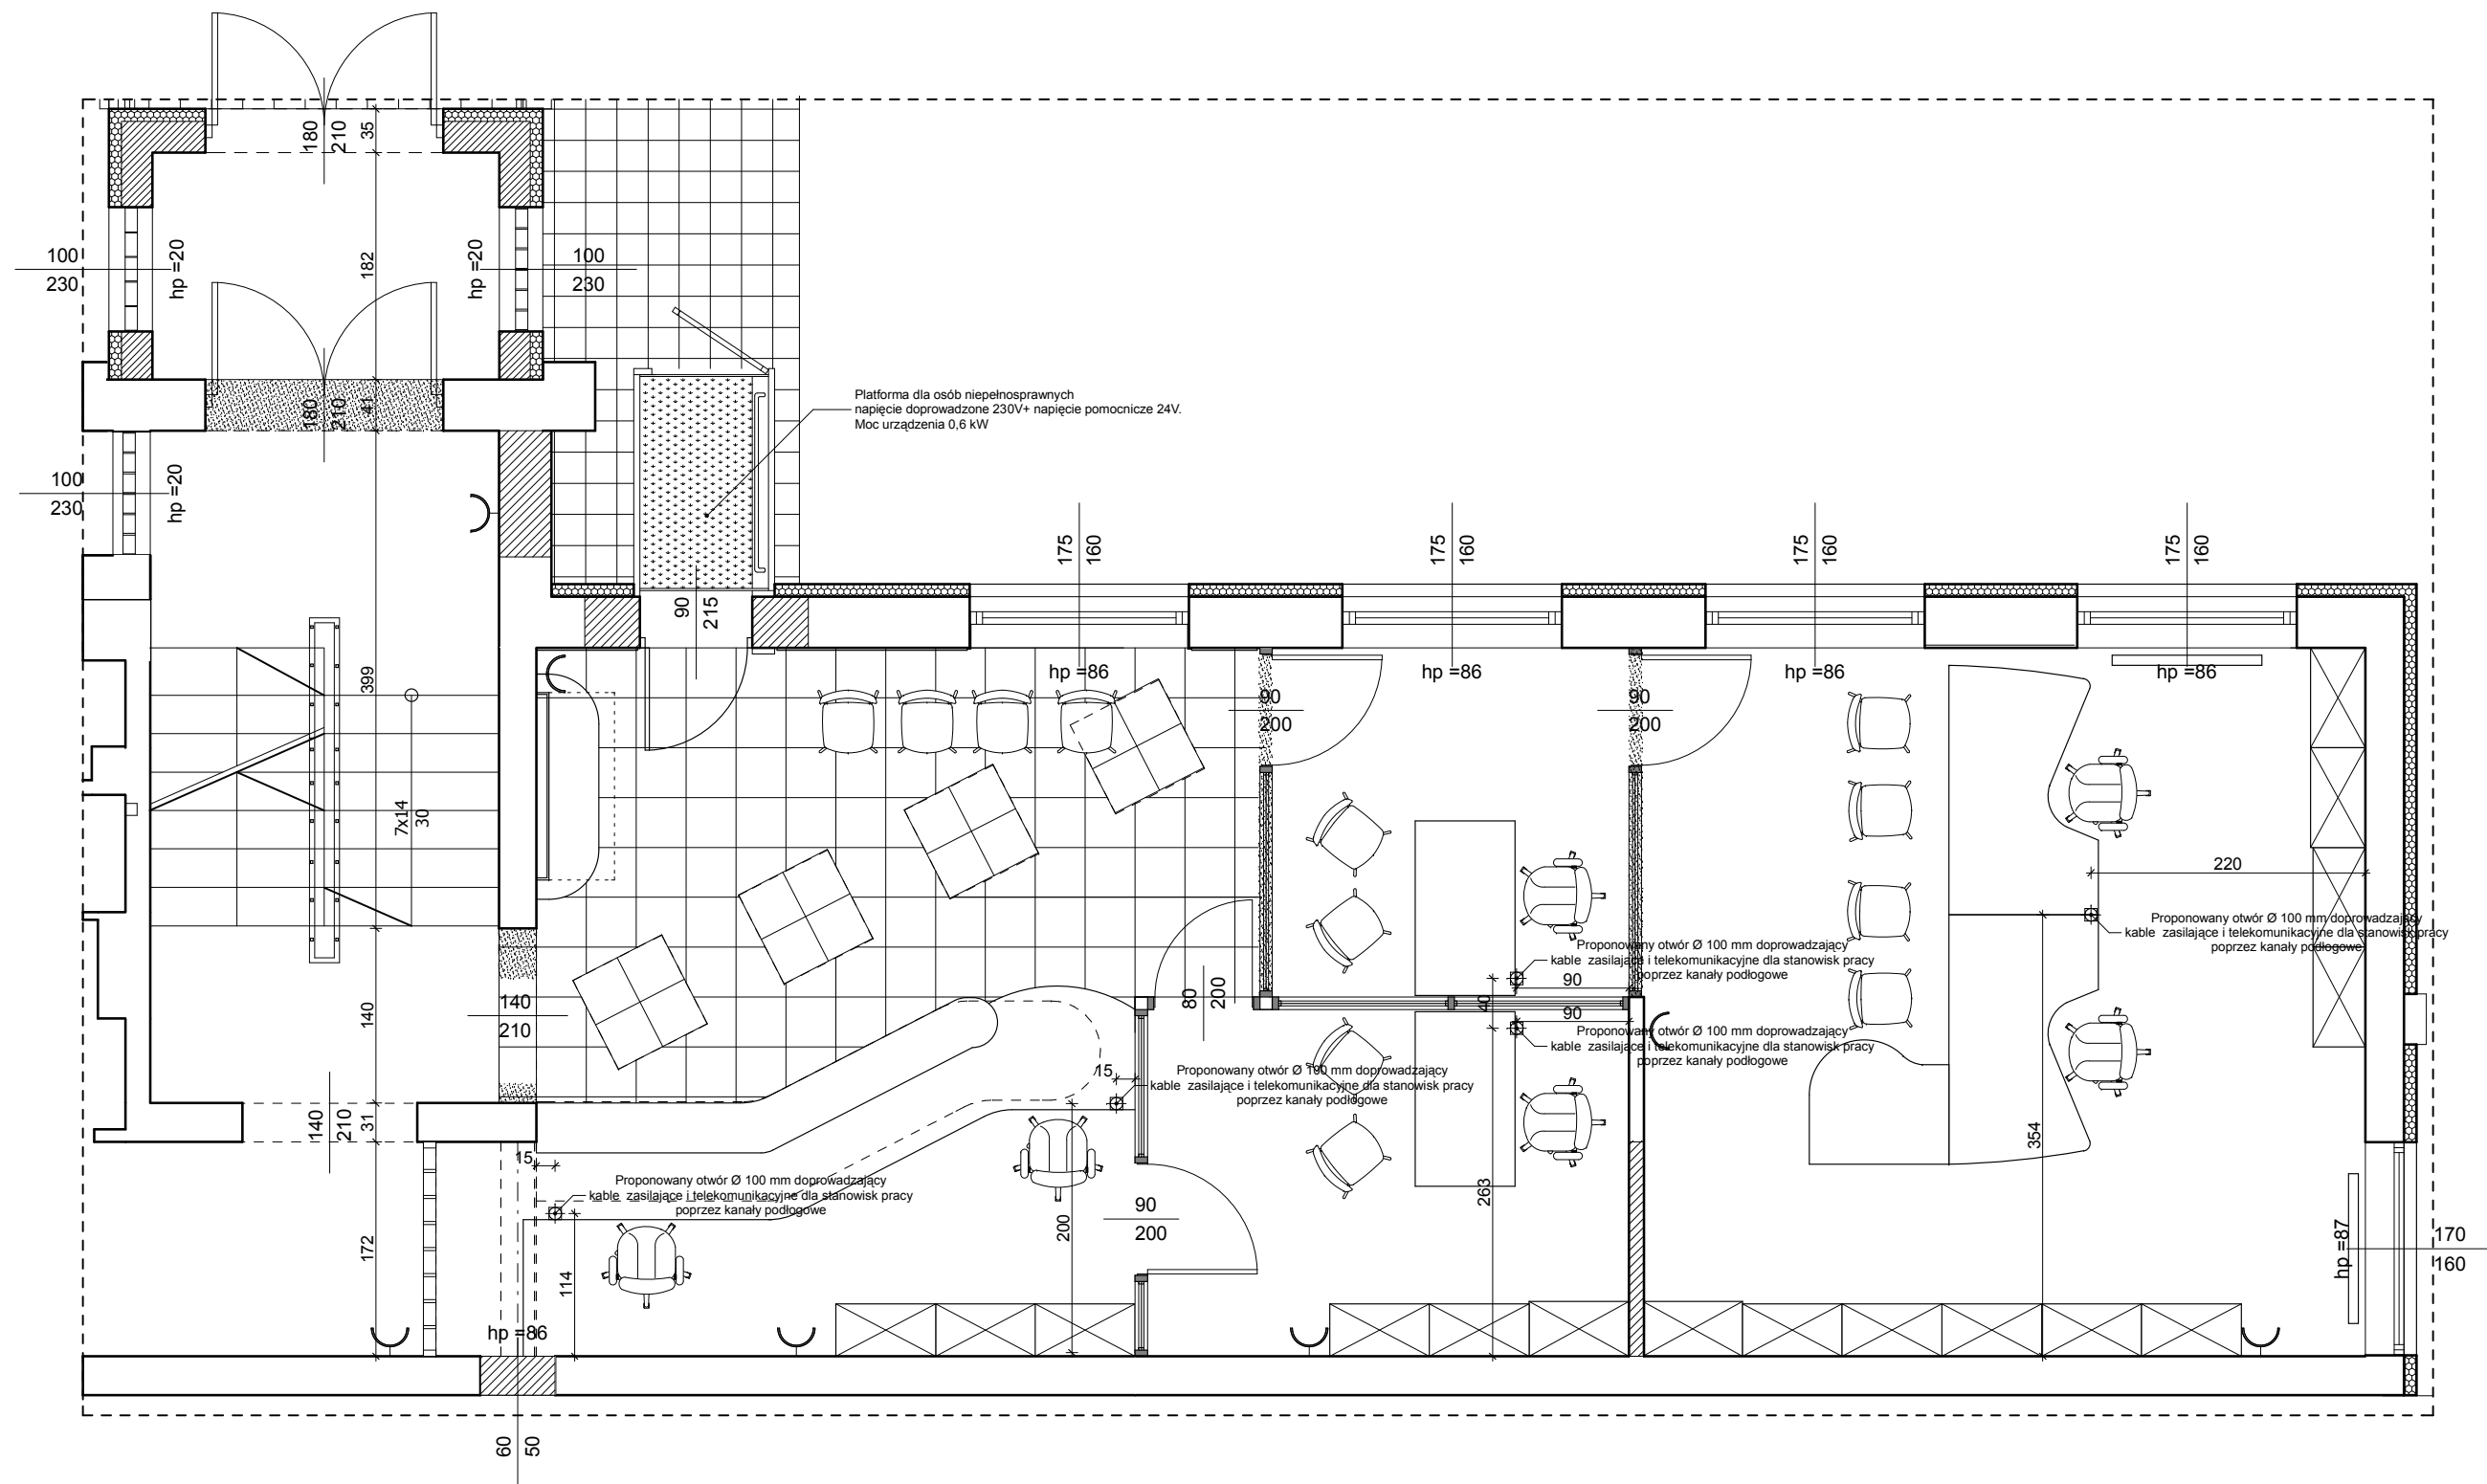 180
210
35
100
230
hp =20
182
hp =20
100
230
180
210
41
Platforma dla osób niepełnosprawnych
napięcie doprowadzone 230V+ napięcie pomocnicze 24V.
Moc urządzenia 0,6 kW
100
230
hp =20
175
160
175
160
175
160
175
160
90
215
399
hp =86
hp =86
hp =86
hp =86
90
200
90
200
7x14
30
220
Proponowany otwór Ø 100 mm doprowadzający
kable zasilające i telekomunikacyjne dla stanowisk pracy
poprzez kanały podłogowe
Proponowany otwór Ø 100 mm doprowadzający
kable zasilające i telekomunikacyjne dla stanowisk pracy
poprzez kanały podłogowe
90
80
200
40
140
140
210
90
Proponowany otwór Ø 100 mm doprowadzający
kable zasilające i telekomunikacyjne dla stanowisk pracy
poprzez kanały podłogowe
15
Proponowany otwór Ø 100 mm doprowadzający
kable zasilające i telekomunikacyjne dla stanowisk pracy
poprzez kanały podłogowe
140
210
31
354
15
Proponowany otwór Ø 100 mm doprowadzający
kable zasilające i telekomunikacyjne dla stanowisk pracy
poprzez kanały podłogowe
263
90
200
200
172
114
hp =87
170
160
hp =86
60
50